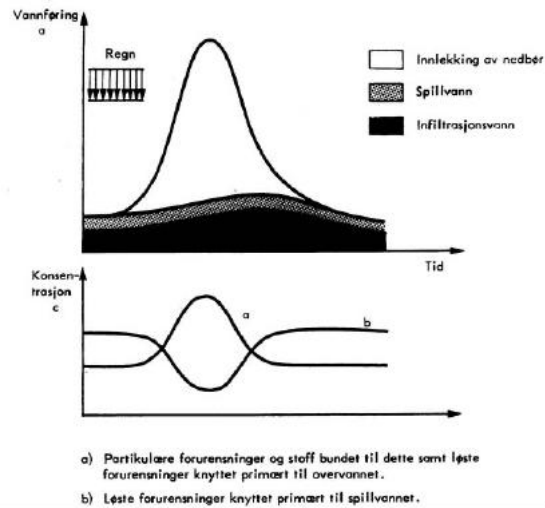 Vannføring
a
Regn
Innlekking av nedbør
Spillvann
Infiltrasjonsvann
Tid
Konsen-
trasjon
c
a
b
a) Partikulære forurensninger og stoff bundet til dette samt løste
forurensninger knyttet primært til overvannet.
b) Løste forurensninger knyttet primært til spillvannet.